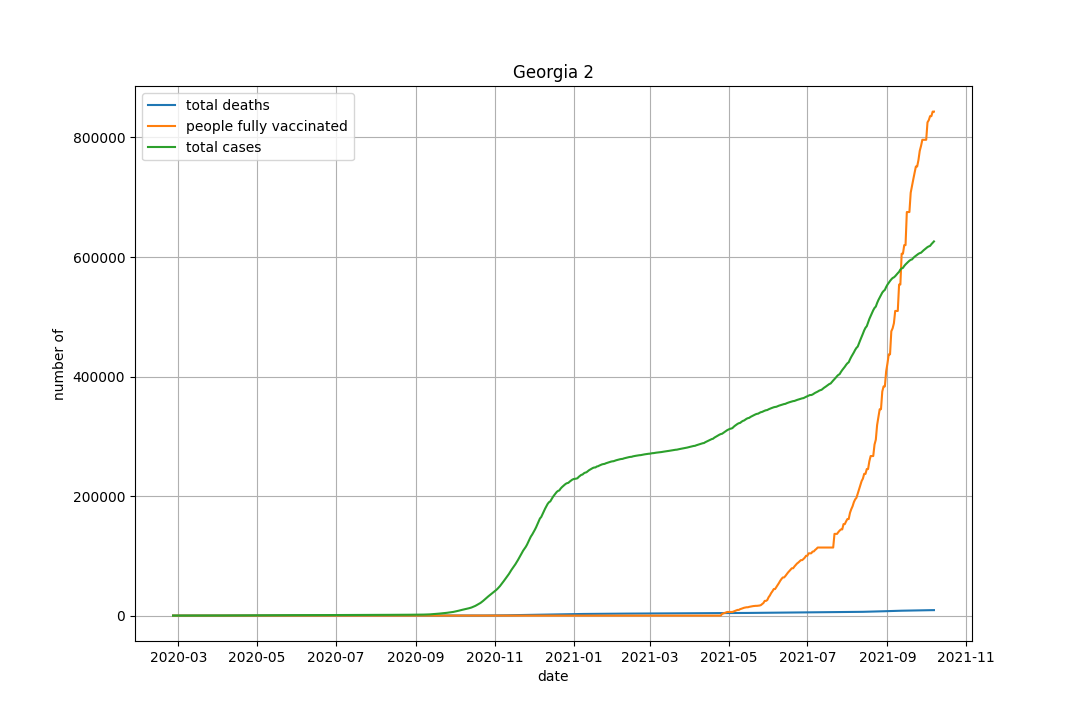 Georgia 2
total deaths
people fully vaccinated
total cases
number of
800000
600000
400000
200000
0
2020-03 2020-05 2020-07 2020-09 2020-11 2021-01 2021-03 2021-05 2021-07 2021-09 2021-11
date